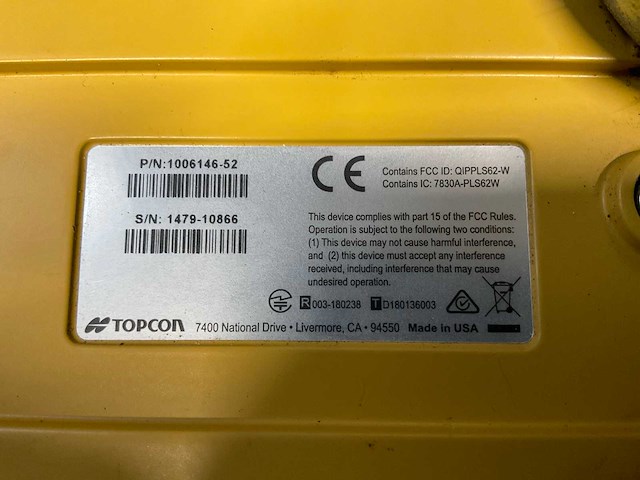 P/N:1006146-52
S/N: 1479-10866
CE
Contains FCC ID: QIPPLS62-W
Contains IC: 7830A-PLS62W
This device complies with part 15 of the FCC Rules.
Operation is subject to the following two conditions:
(1) This device may not cause harmful interference,
and (2) this device must accept any interference
received, including interference that may cause
undesired operation.
R 003-180238 T D180136003
TOPCON 7400 National Drive • Livermore, CA • 94550 Made in USA